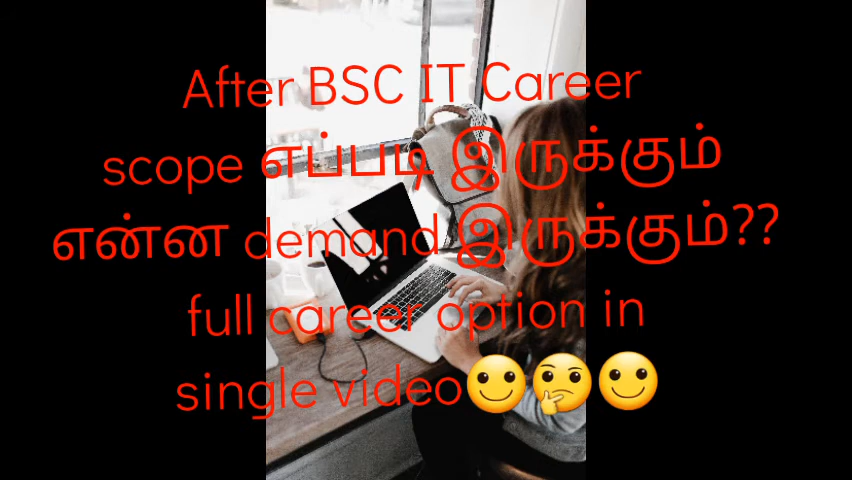 After BSC IT Career
scope எப்படி இருக்கும்
என்ன demand இருக்கும்??
full career option in
single video🙂🤔🙂